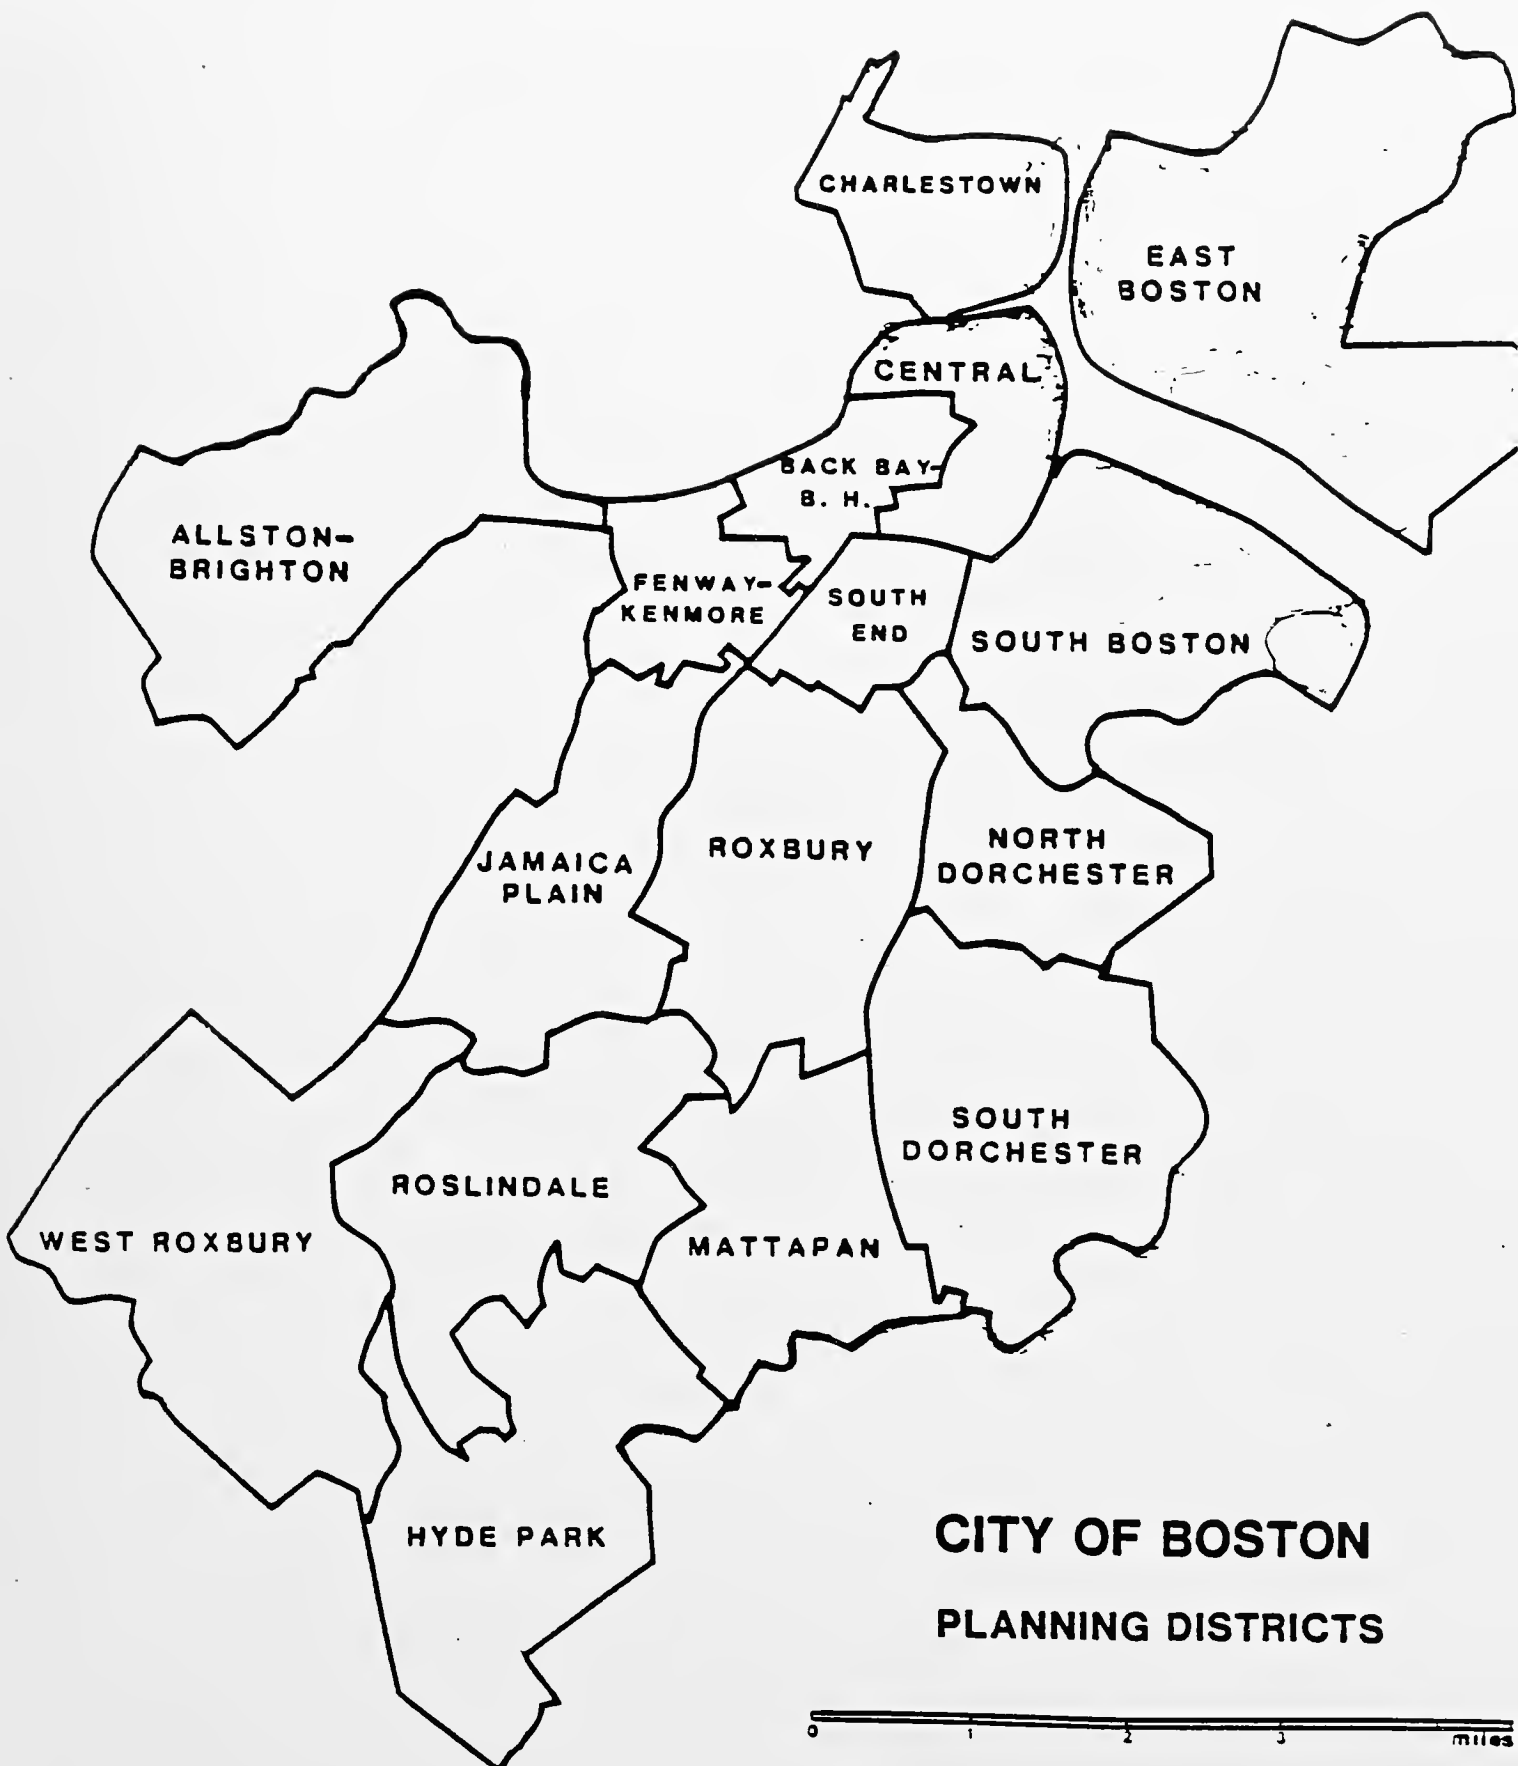 CHARLESTOWN
EAST
BOSTON
CENTRAL
BACK BAY-
B. H.
ALLSTON-
BRIGHTON
FENWAY-
KENMORE
SOUTH
END
SOUTH BOSTON
JAMAICA
PLAIN
ROXBURY
NORTH
DORCHESTER
SOUTH
DORCHESTER
ROSLINDALE
WEST ROXBURY
MATTAPAN
HYDE PARK
CITY OF BOSTON
PLANNING DISTRICTS
0 1 2 3 miles